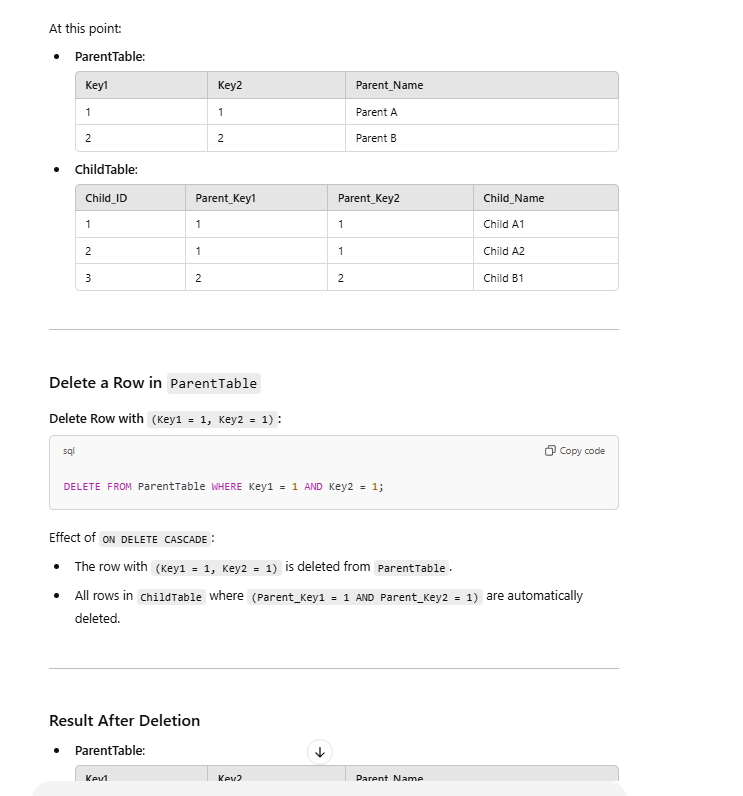 At this point:
ParentTable:
Key1 Key2 Parent_Name
1 1 Parent A
2 2 Parent B
ChildTable:
Child_ID Parent_Key1 Parent_Key2 Child_Name
1 1 1 Child A1
2 1 1 Child A2
3 2 2 Child B1
Delete a Row in ParentTable
Delete Row with (Key1 = 1, Key2 = 1):
sql Copy code
DELETE FROM ParentTable WHERE Key1 = 1 AND Key2 = 1;
Effect of ON DELETE CASCADE:
The row with (Key1 = 1, Key2 = 1) is deleted from ParentTable.
All rows in ChildTable where (Parent_Key1 = 1 AND Parent_Key2 = 1) are automatically
deleted.
Result After Deletion
ParentTable:
Key1 Key2 Parent_Name